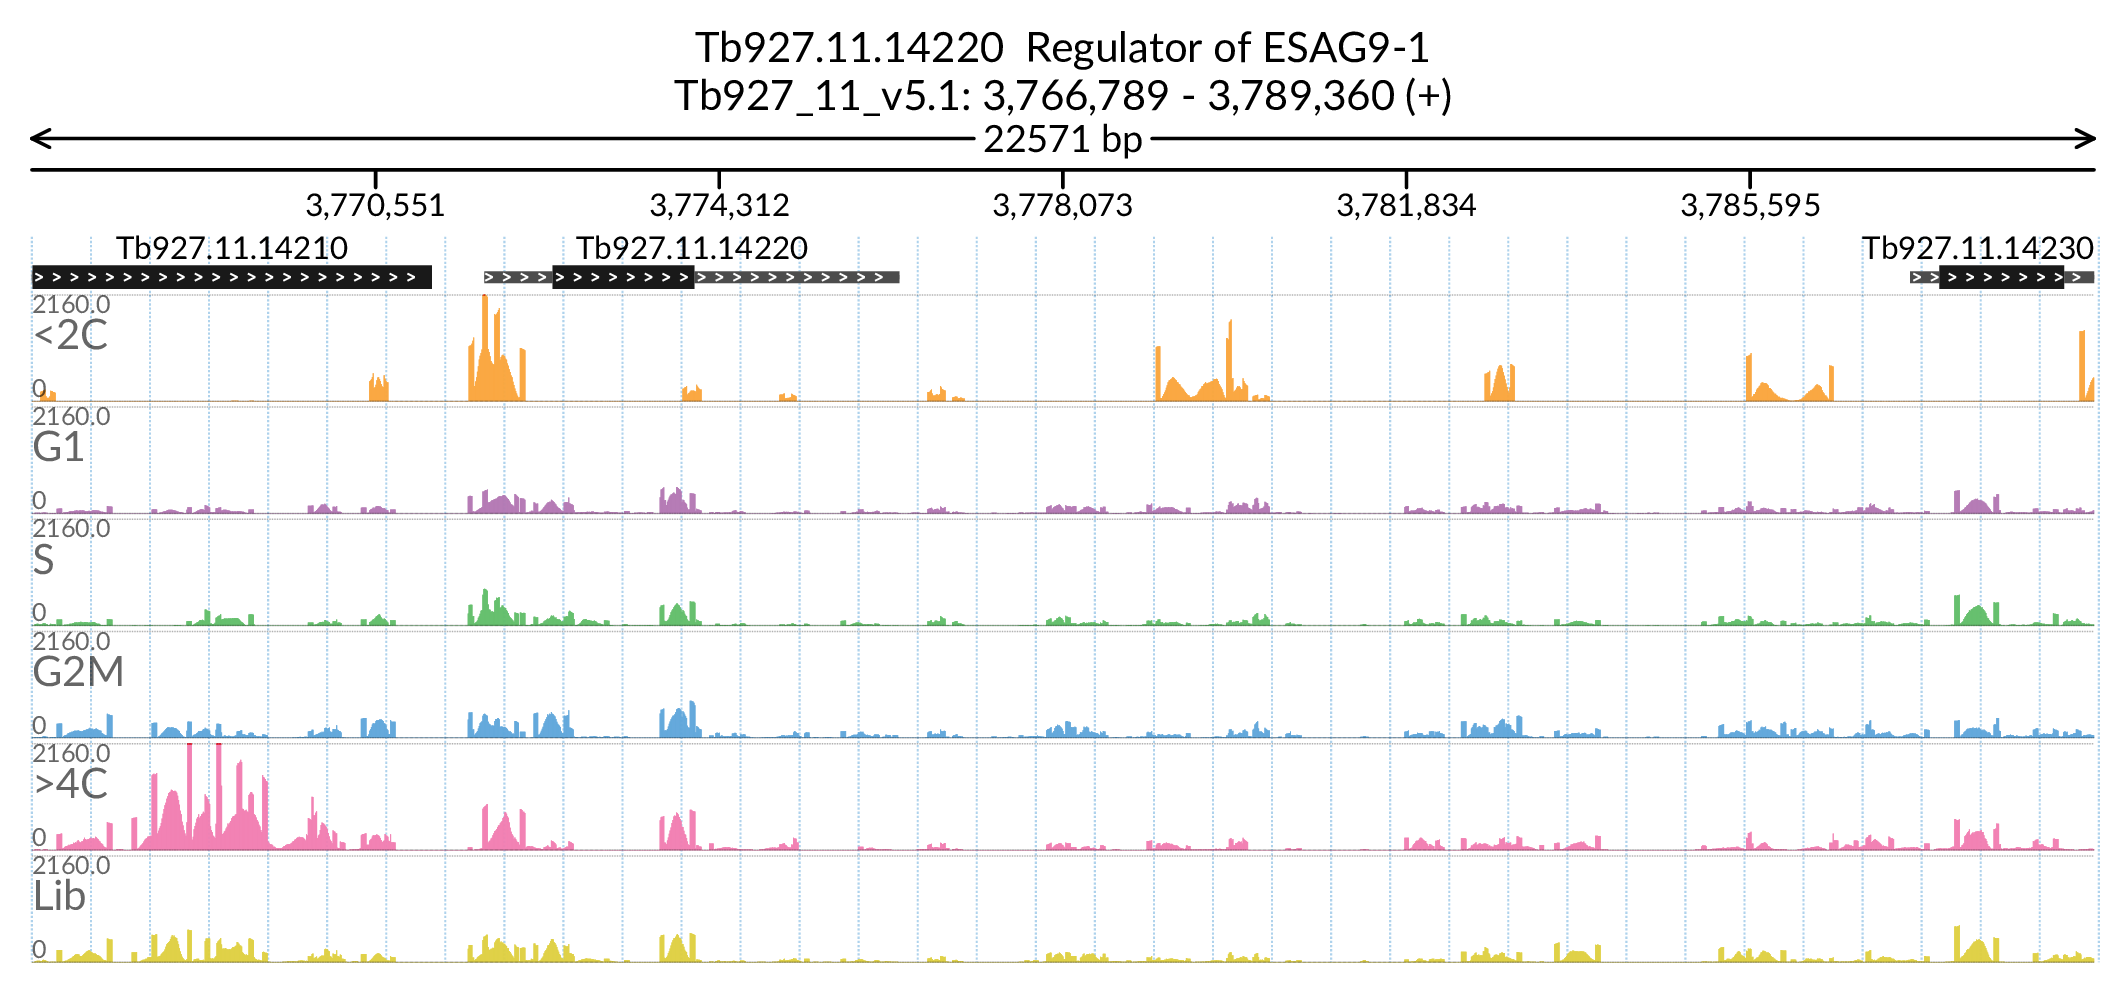 Tb927.11.14220  Regulator of ESAG9-1
Tb927_11_v5.1: 3,766,789 - 3,789,360 (+)
22571 bp
3,770,551 3,774,312 3,778,073 3,781,834 3,785,595
Tb927.11.14210 Tb927.11.14220 Tb927.11.14230
2160.0
<2C
0
2160.0
G1
0
2160.0
S
0
2160.0
G2M
0
2160.0
>4C
0
2160.0
Lib
0